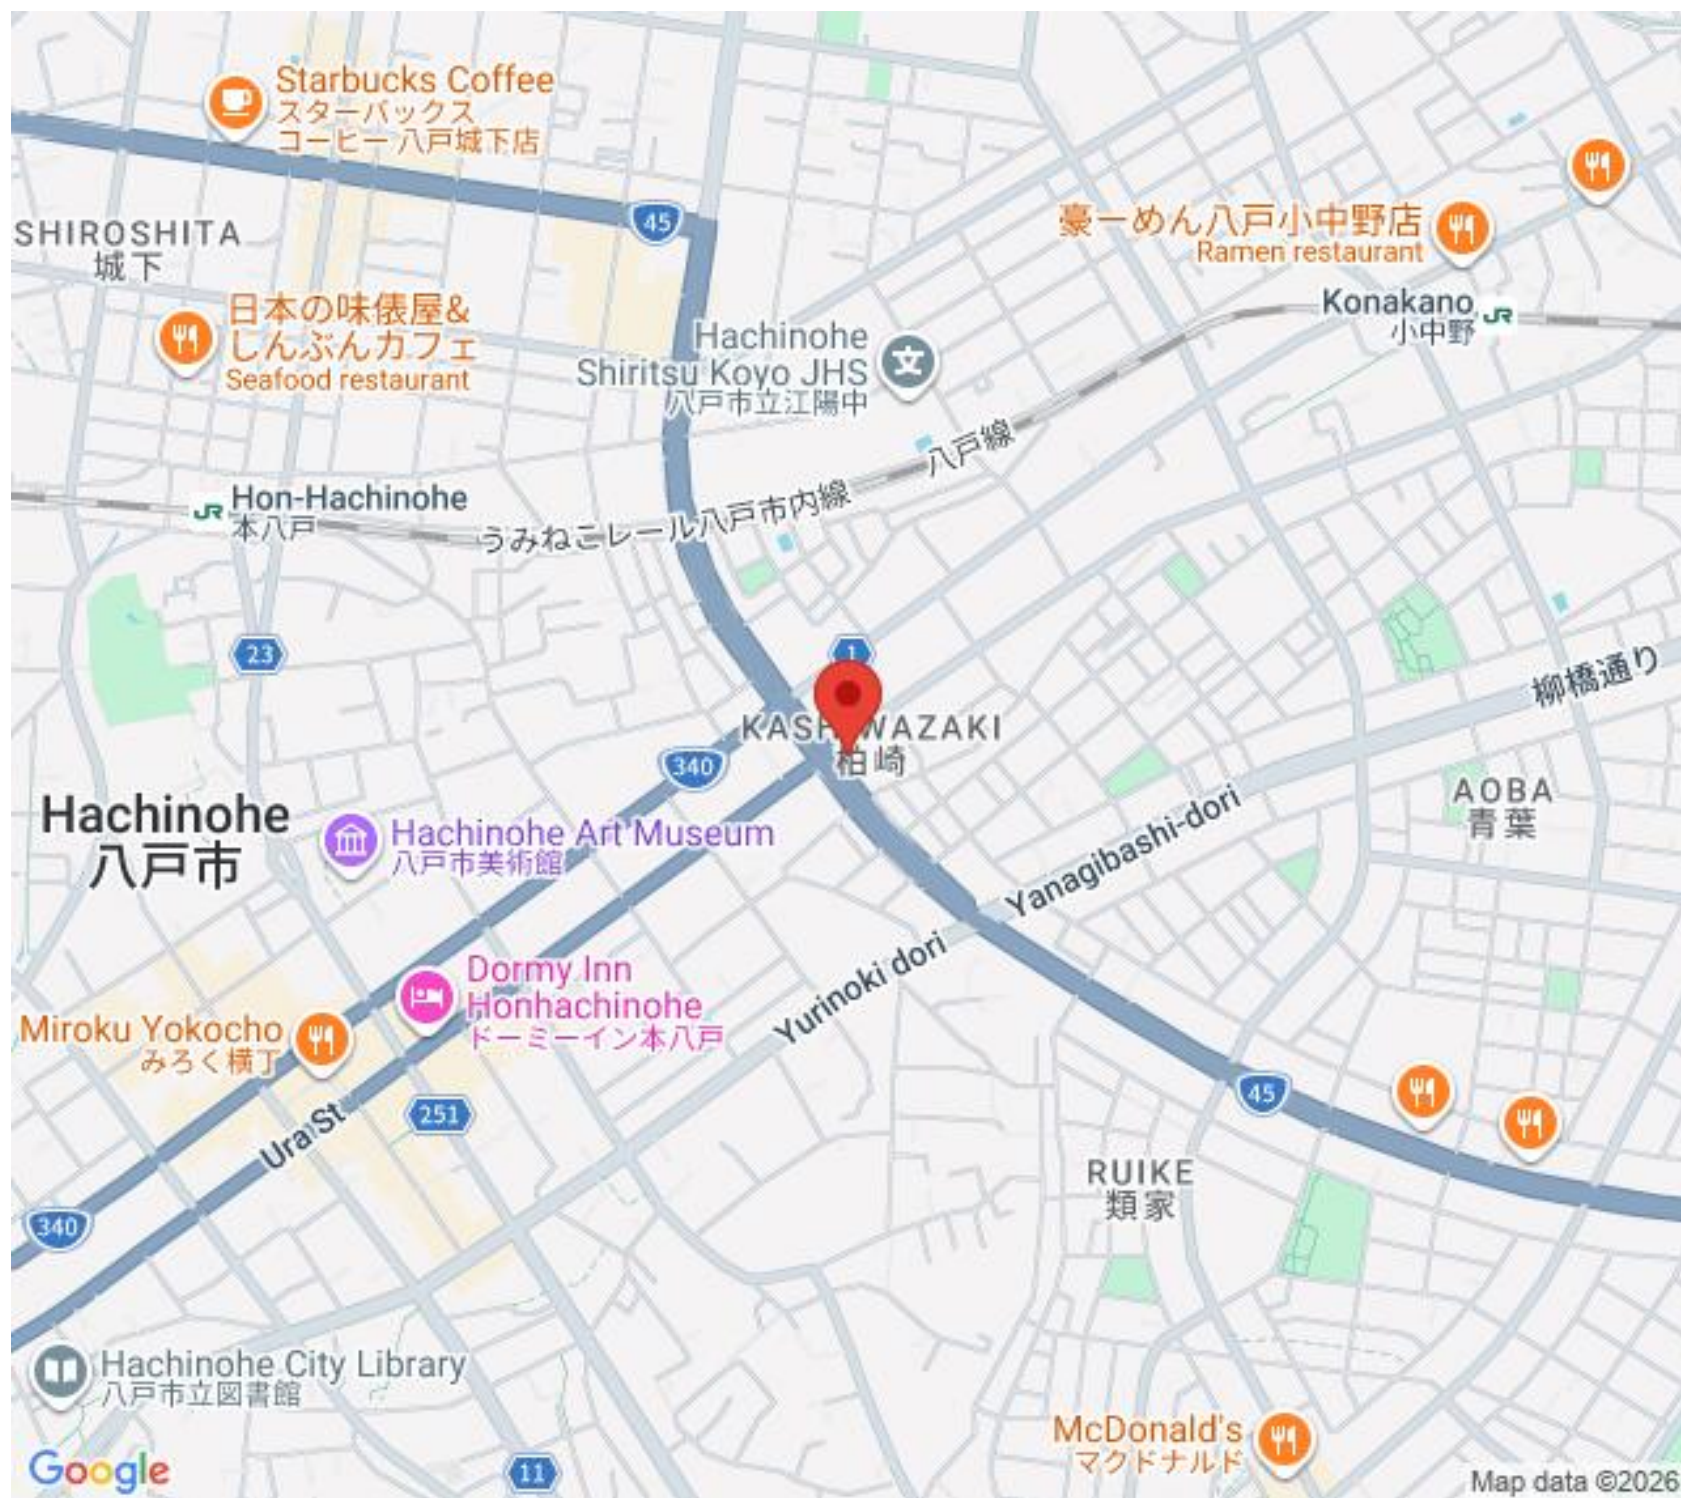 Starbucks Coffee
スターバックス
コーヒー 八戸城下店
45
SHIROSHITA
城下
豪ーめん八戸小中野店
Ramen restaurant
日本の味俵屋&
しんぶんカフェ
Seafood restaurant
Konakano
小中野
JR
Hachinohe
Shiritsu Koyo JHS
八戸市立江陽中
文
八戸線
JR
Hon-Hachinohe
本八戸
うみねこレール八戸市内線
23
1
柳橋通り
KASH WAZAKI
柏崎
340
AOBA
青葉
Hachinohe
八戸市
Hachinohe Art Museum
八戸市美術館
Yanagibashi-dori
Yurinoki dori
Dormy Inn
Honhachinohe
ドーミーイン本八戸
Miroku Yokocho
みろく横丁
251
Ura St
45
RUIKE
類家
340
Hachinohe City Library
八戸市立図書館
McDonald's
マクドナルド
11
Google
Map data ©2026